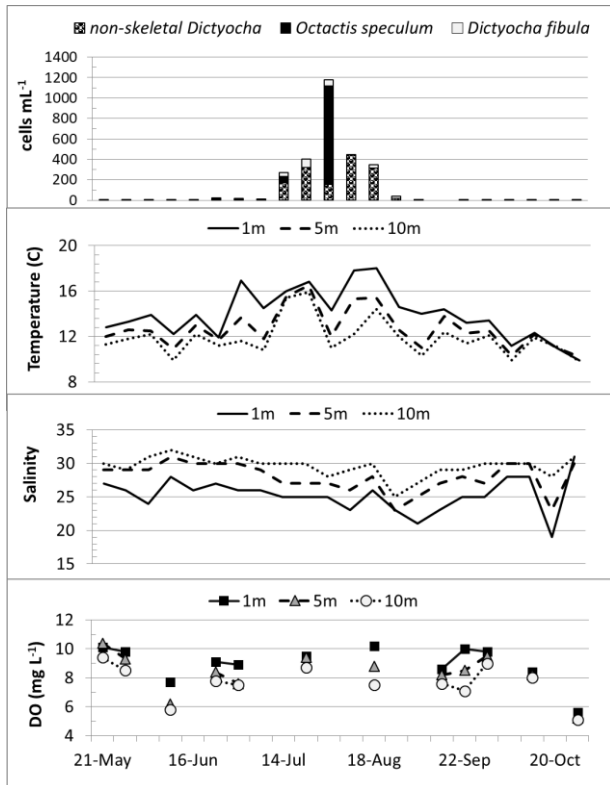 non-skeletal Dictyocha Octactis speculum Dictyocha fibula
1400
1200
1000
800
600
400
200
0
cells mL-1
1m 5m 10m
20
16
12
8
Temperature (C)
1m 5m 10m
35
30
25
20
15
Salinity
1m 5m 10m
12
10
8
6
4
DO (mg L-1)
21-May 16-Jun 14-Jul 18-Aug 22-Sep 20-Oct